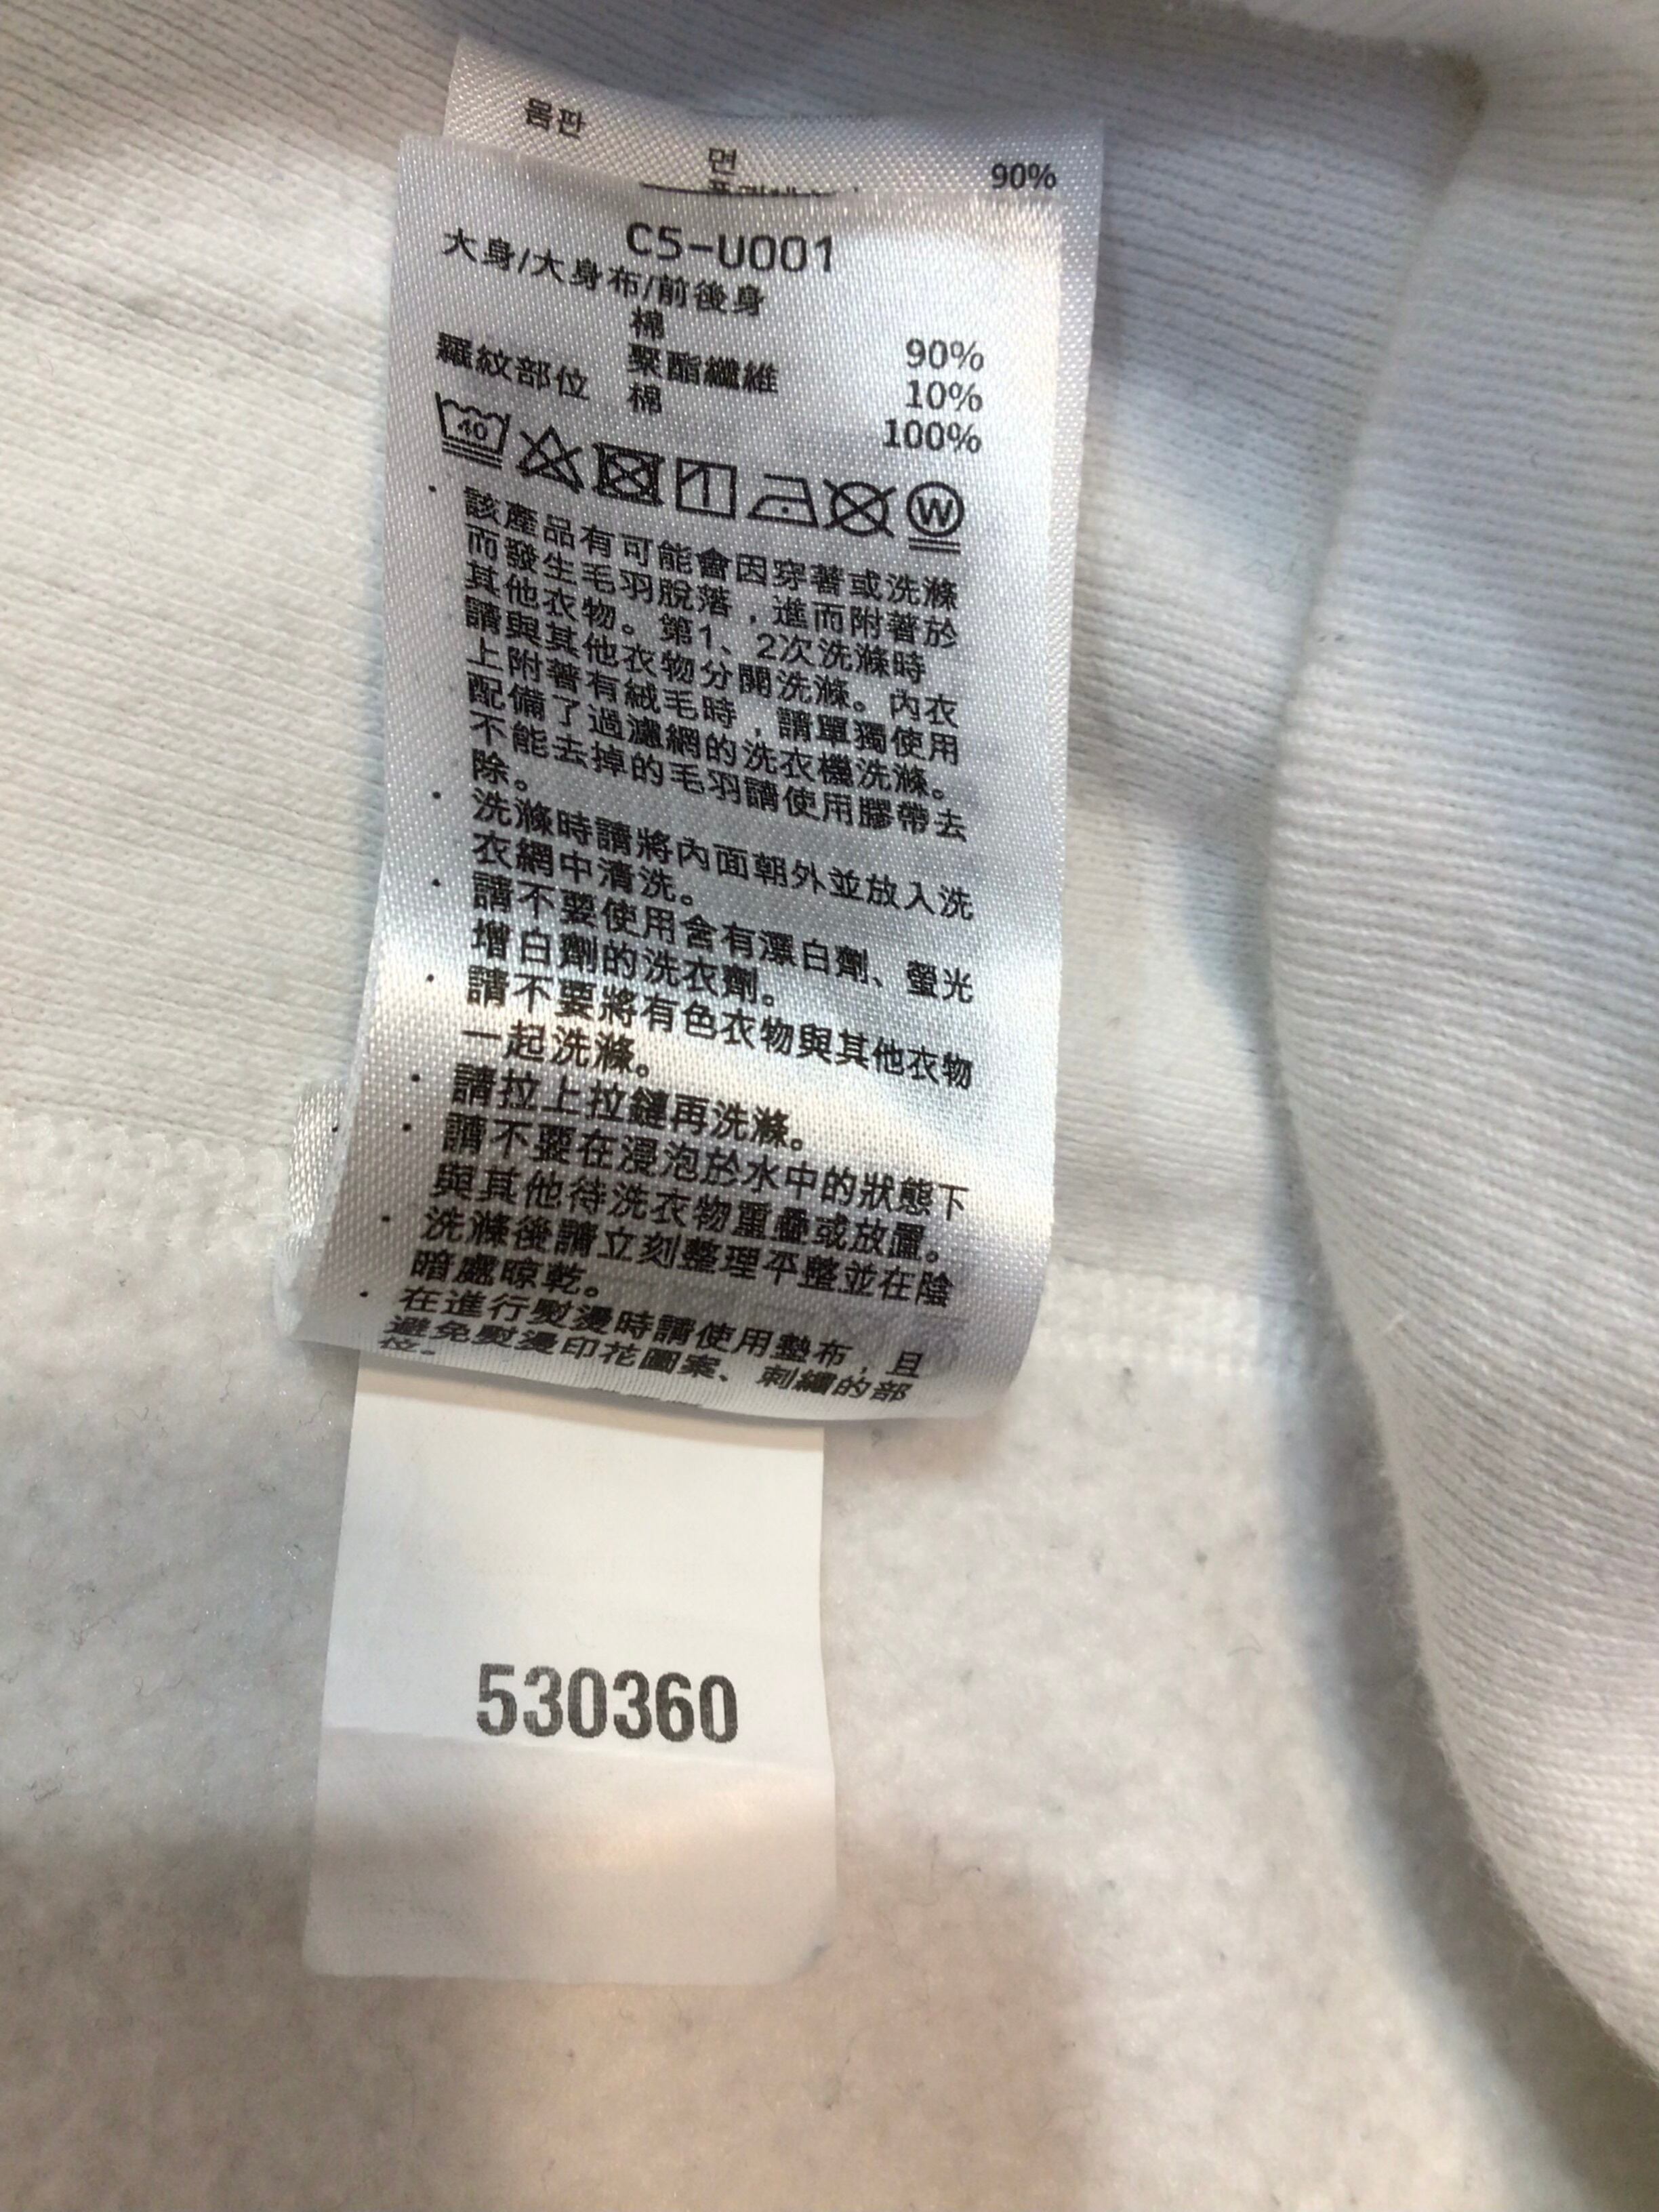 몸판
면 90%
C5-U001
大身/大身布/前後身
棉 90%
聚酯纖維 10%
羅紋部位 棉 100%
40
W
· 該產品有可能會因穿著或洗滌
而發生毛羽脫落，進而附著於
其他衣物。第1、2次洗滌時
請與其他衣物分開洗滌。內衣
上附著有絨毛時，請單獨使用
配備了過濾網的洗衣機洗滌。
不能去掉的毛羽請使用膠帶去
除。
· 洗滌時請將內面朝外並放入洗
衣網中清洗。
· 請不要使用含有漂白劑、螢光
增白劑的洗衣劑。
· 請不要將有色衣物與其他衣物
一起洗滌。
· 請拉上拉鏈再洗滌。
· 請不要在浸泡於水中的狀態下
與其他待洗衣物重疊或放置。
· 洗滌後請立刻整理平整並在陰
暗處晾乾。
· 在進行熨燙時請使用墊布，且
避免熨燙印花圖案、刺繡的部
位。
530360